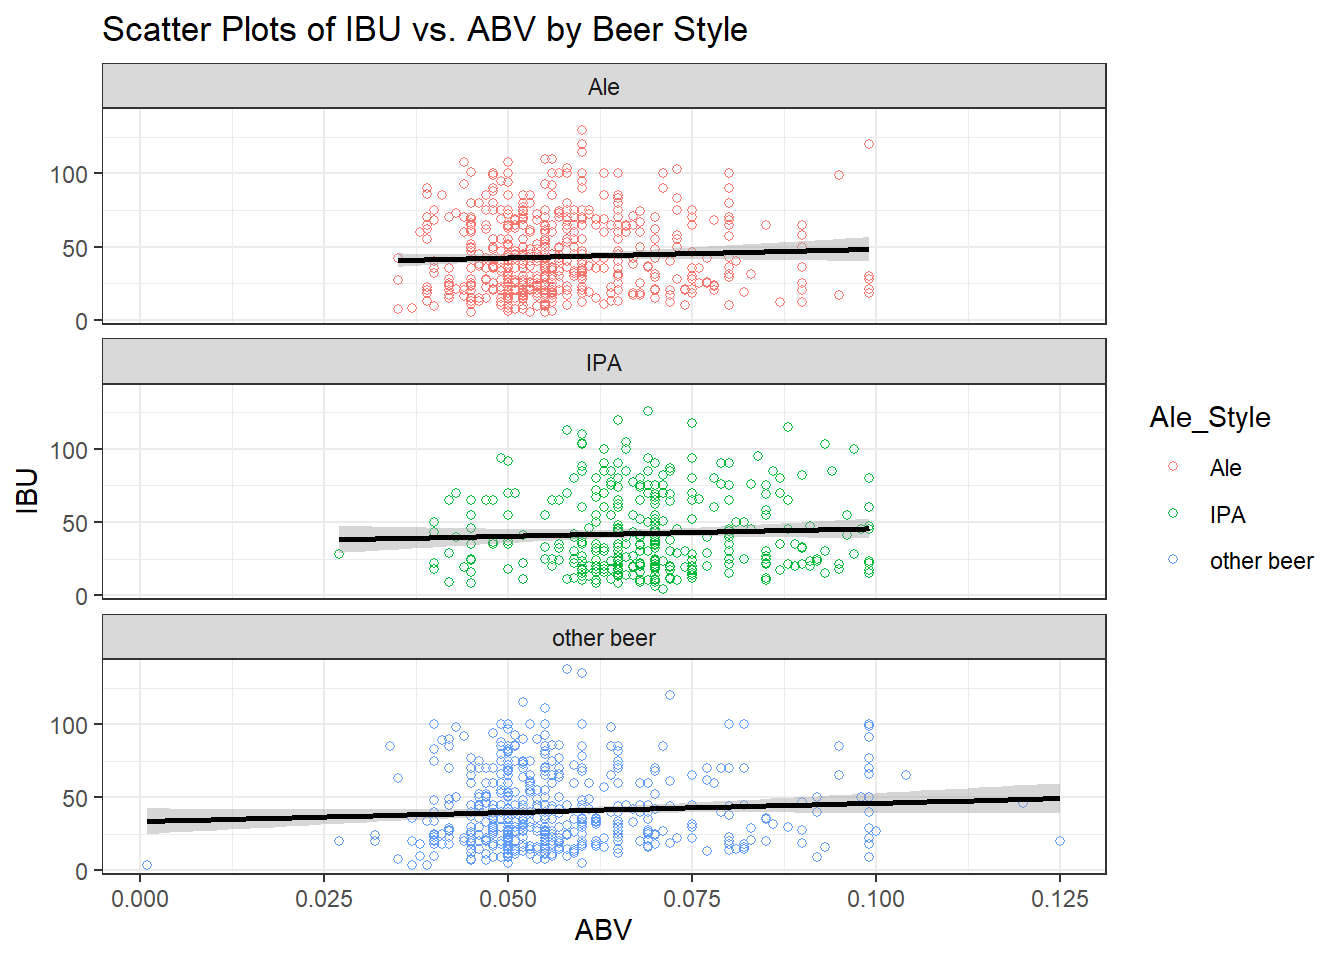 Scatter Plots of IBU vs. ABV by Beer Style
Ale
100
50
0
IPA
100
50
0
other beer
100
50
0
0.000 0.025 0.050 0.075 0.100 0.125
ABV
IBU
Ale_Style
Ale
IPA
other beer